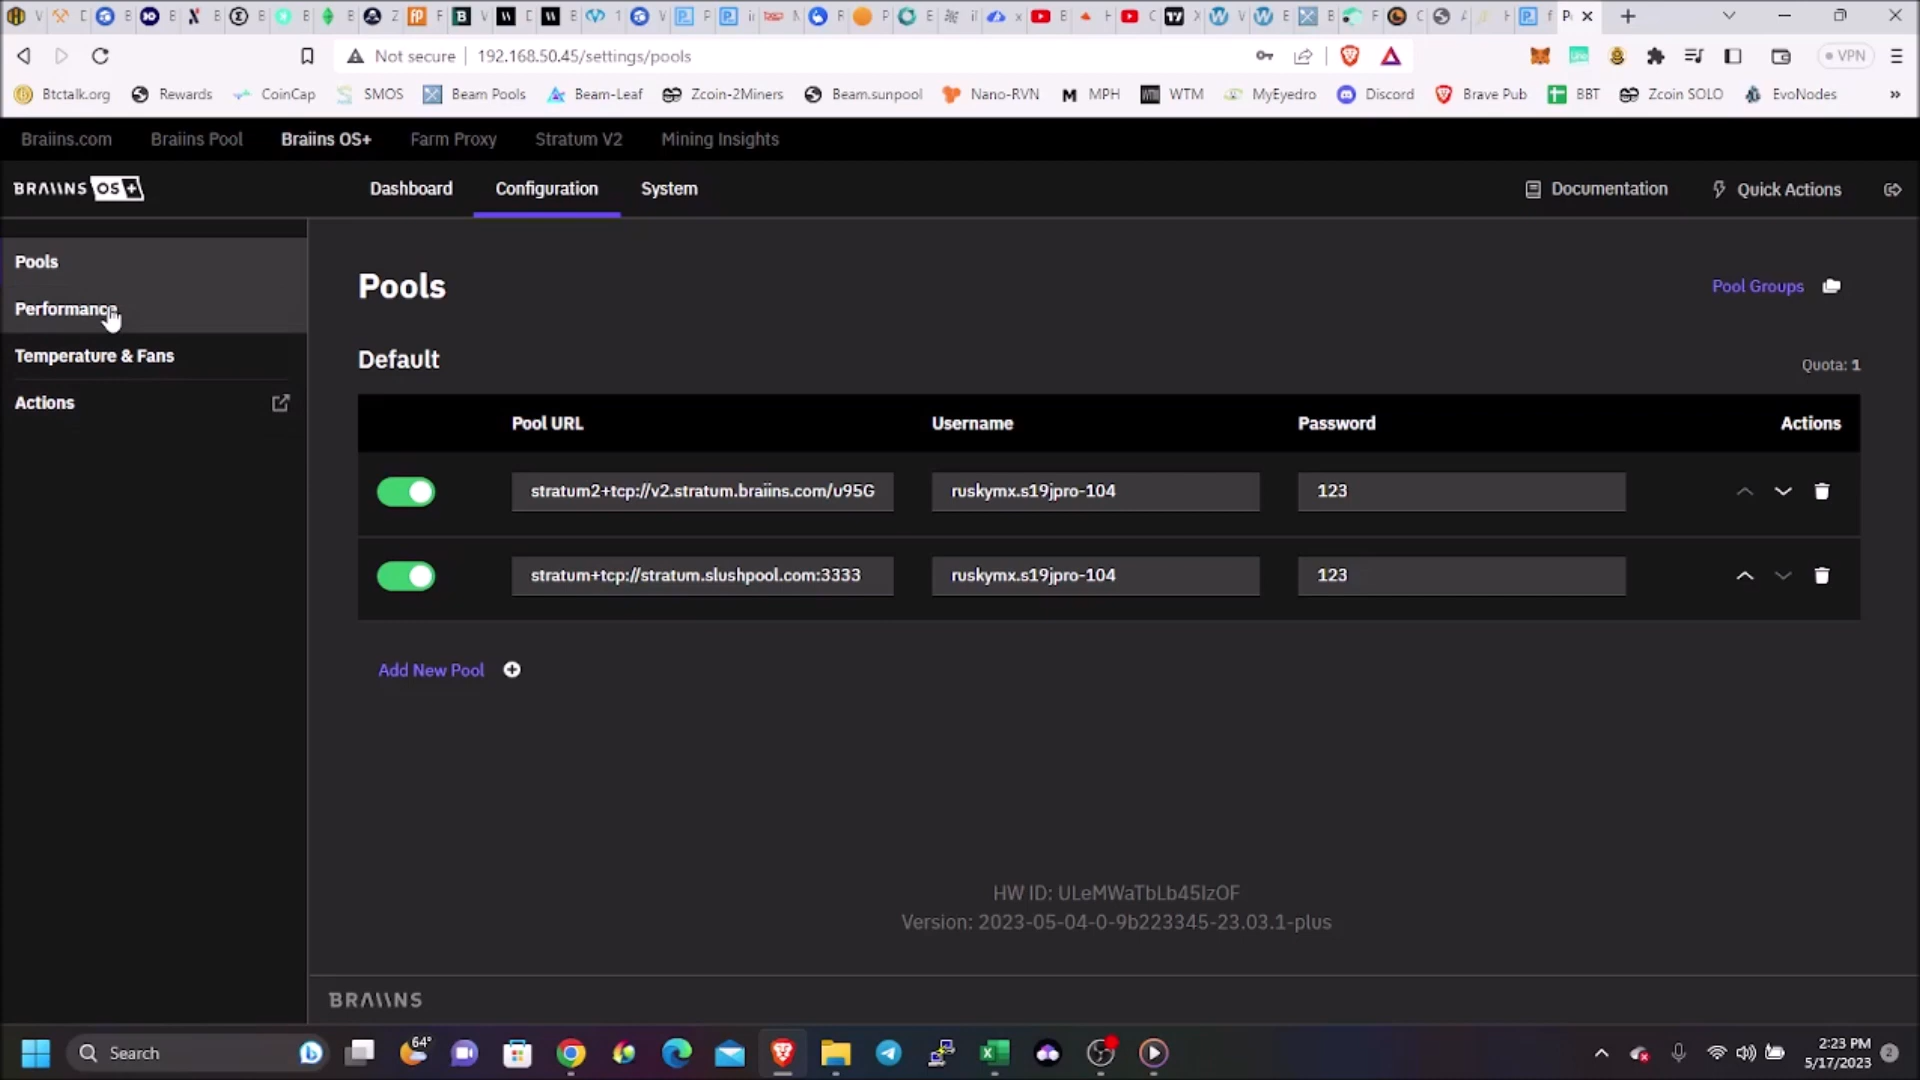 Not secure | 192.168.50.45/settings/pools
VPN
Btctalk.org Rewards CoinCap SMOS Beam Pools Beam-Leaf Zcoin-2Miners Beam.sunpool Nano-RVN MPH WTM MyEyedro Discord Brave Pub BBT Zcoin SOLO EvoNodes »
Braiins.com Braiins Pool Braiins OS+ Farm Proxy Stratum V2 Mining Insights
BRAIINS OS+ Dashboard Configuration System Documentation Quick Actions
Pools
Performance
Temperature & Fans
Actions
Pools Pool Groups
Default Quota: 1
Pool URL Username Password Actions
stratum2+tcp://v2.stratum.braiins.com/u95G ruskymx.s19jpro-104 123
stratum+tcp://stratum.slushpool.com:3333 ruskymx.s19jpro-104 123
Add New Pool
HW ID: ULeMWaTbLb45IzOF
Version: 2023-05-04-0-9b223345-23.03.1-plus
BRAIINS
Search 64° 2:23 PM
5/17/2023 2